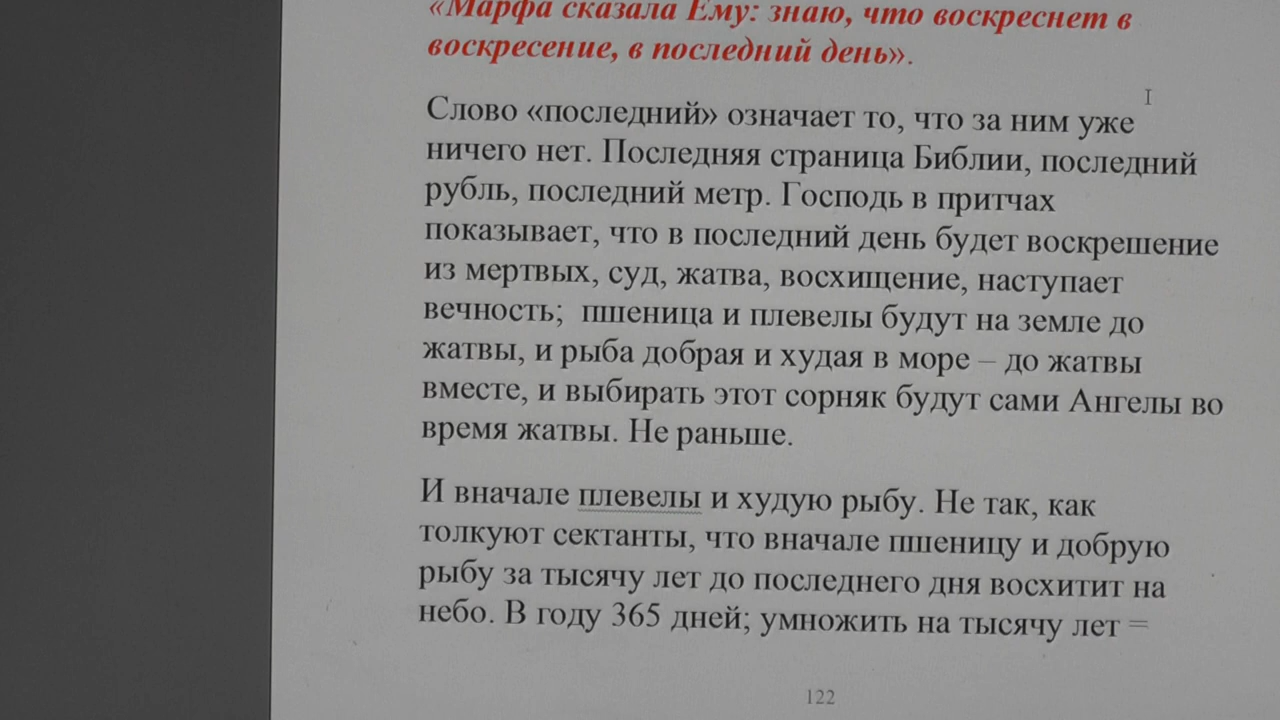 «Марфа сказала Ему: знаю, что воскреснет в
воскресение, в последний день».
Слово «последний» означает то, что за ним уже
ничего нет. Последняя страница Библии, последний
рубль, последний метр. Господь в притчах
показывает, что в последний день будет воскрешение
из мертвых, суд, жатва, восхищение, наступает
вечность; пшеница и плевелы будут на земле до
жатвы, и рыба добрая и худая в море – до жатвы
вместе, и выбирать этот сорняк будут сами Ангелы во
время жатвы. Не раньше.
И вначале плевелы и худую рыбу. Не так, как
толкуют сектанты, что вначале пшеницу и добрую
рыбу за тысячу лет до последнего дня восхитит на
небо. В году 365 дней; умножить на тысячу лет =
122